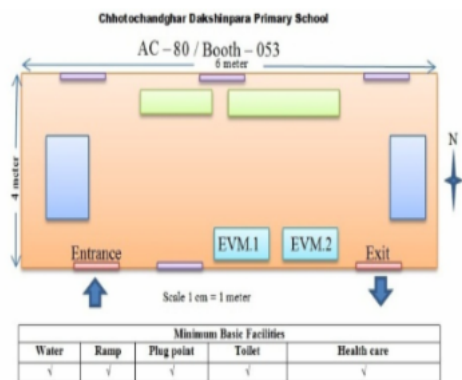 Chhotochandghar Dakshinpara Primary School
AC – 80 / Booth – 053
6 meter
4 meter
N
EVM.1 EVM.2
Entrance Exit
Scale 1 cm = 1 meter
Minimum Basic Facilities
Water Ramp Plug point Toilet Health care
√ √ √ √ √